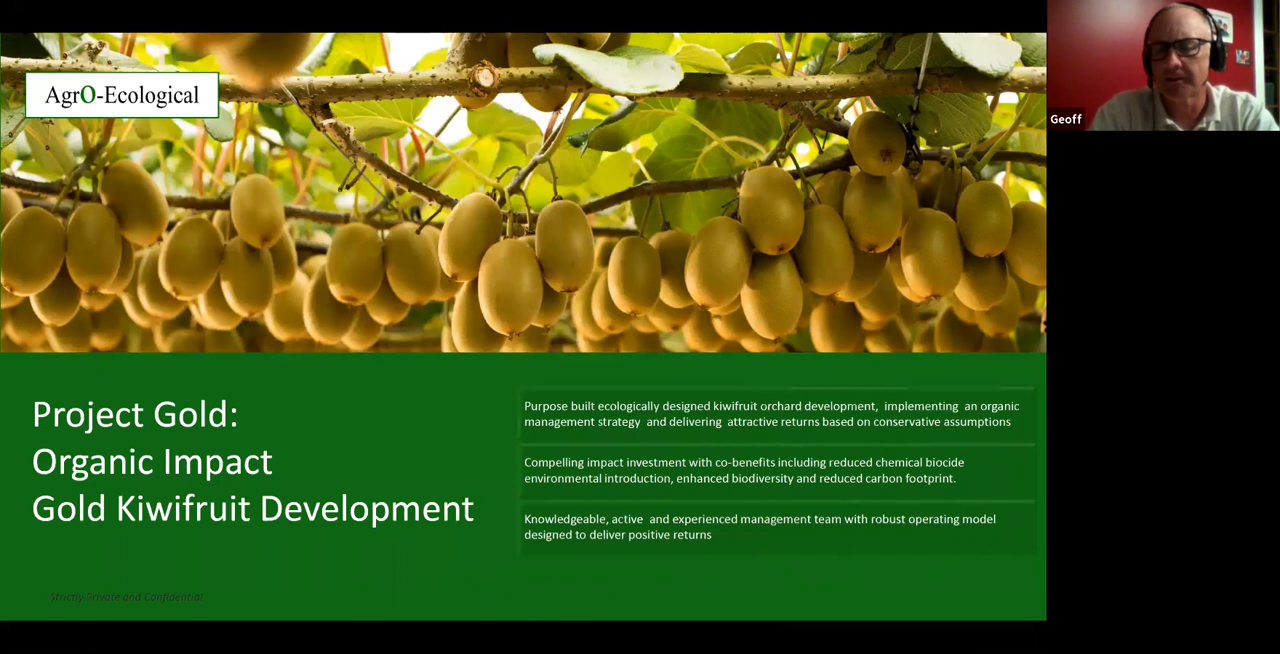 AgrO-Ecological
Geoff
Project Gold:
Organic Impact
Gold Kiwifruit Development
Purpose built ecologically designed kiwifruit orchard development, implementing an organic
management strategy and delivering attractive returns based on conservative assumptions
Compelling impact investment with co-benefits including reduced chemical biocide
environmental introduction, enhanced biodiversity and reduced carbon footprint.
Knowledgeable, active and experienced management team with robust operating model
designed to deliver positive returns
Strictly Private and Confidential